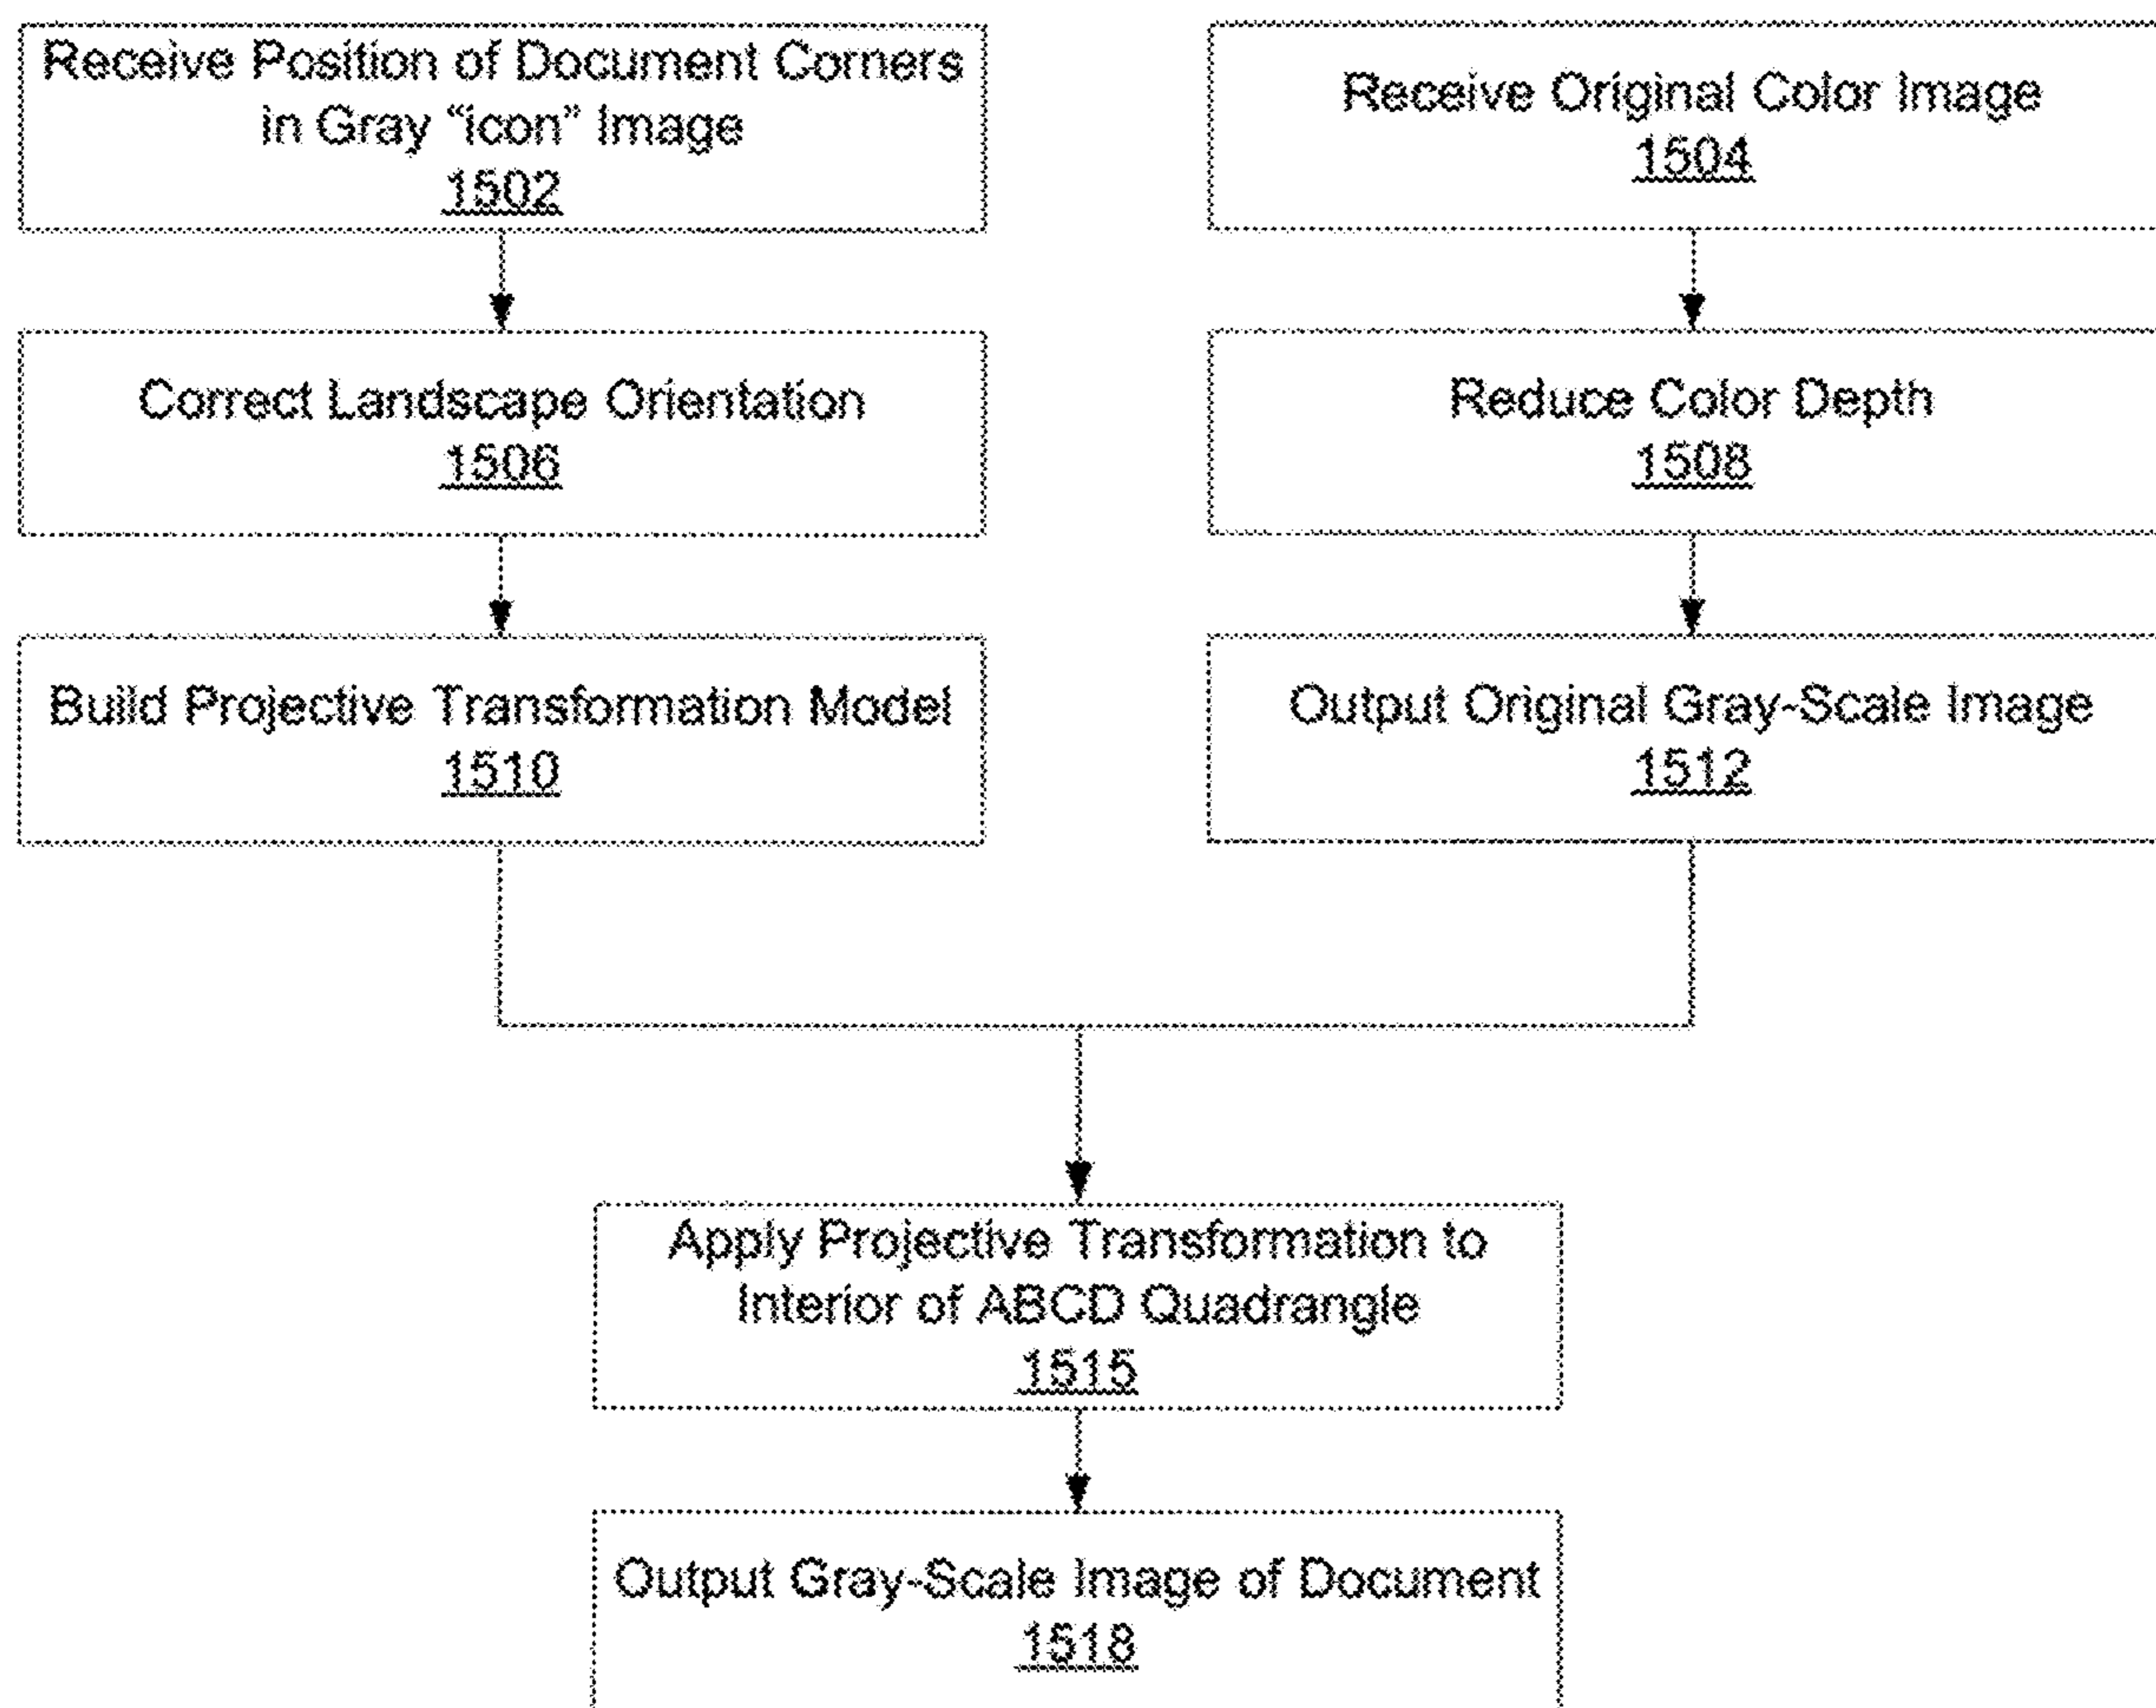 Receive Position of Document Corners
in Gray “icon” Image
1502
Receive Original Color Image
1504
Correct Landscape Orientation
1506
Reduce Color Depth
1508
Build Projective Transformation Model
1510
Output Original Gray-Scale Image
1512
Apply Projective Transformation to
Interior of ABCD Quadrangle
1515
Output Gray-Scale Image of Document
1518